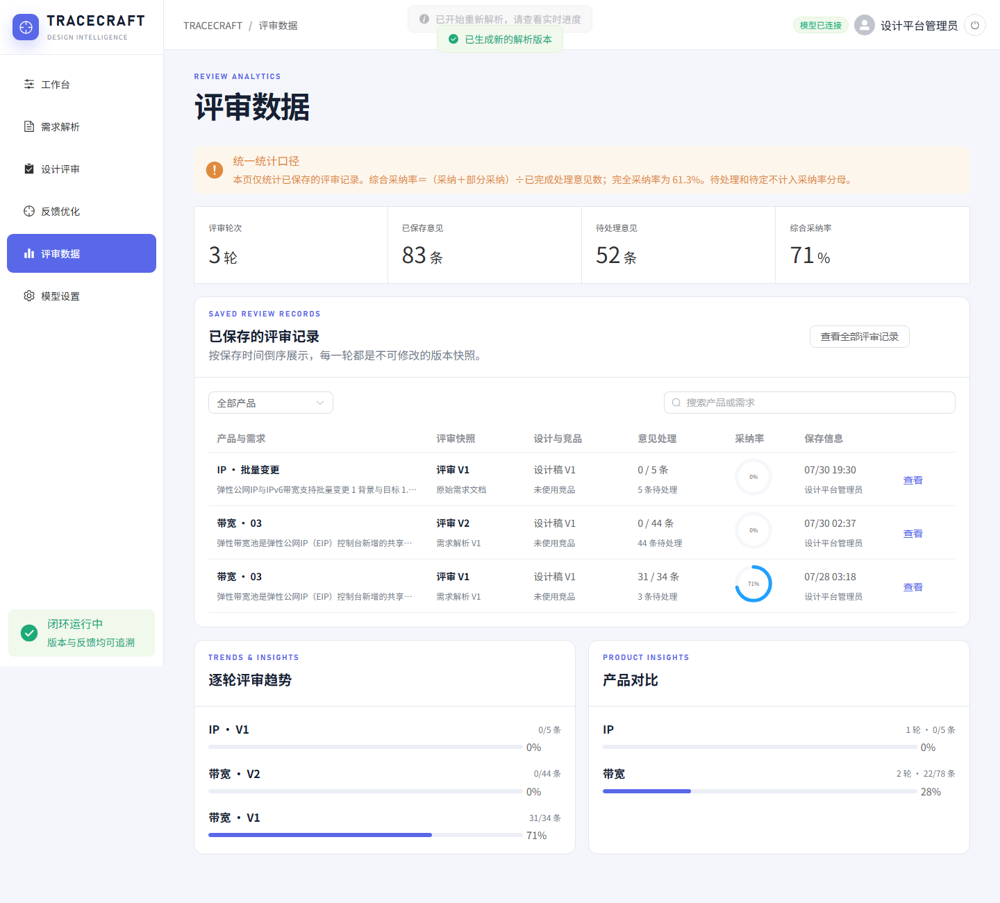 TRACECRAFT
DESIGN INTELLIGENCE
工作台
需求解析
设计评审
反馈优化
评审数据
模型设置
闭环运行中
版本与反馈均可追溯
TRACECRAFT / 评审数据
已开始重新解析，请查看实时进度
已生成新的解析版本
模型已连接
设计平台管理员
REVIEW ANALYTICS
评审数据
统一统计口径
本页仅统计已保存的评审记录。综合采纳率＝（采纳＋部分采纳）÷已完成处理意见数；完全采纳率为 61.3%。待处理和待定不计入采纳率分母。
评审轮次
3 轮
已保存意见
83 条
待处理意见
52 条
综合采纳率
71 %
SAVED REVIEW RECORDS
已保存的评审记录
按保存时间倒序展示，每一轮都是不可修改的版本快照。
查看全部评审记录
全部产品
搜索产品或需求
产品与需求 评审快照 设计与竞品 意见处理 采纳率 保存信息
IP · 批量变更 评审 V1 设计稿 V1 0 / 5 条 0% 07/30 19:30 查看
弹性公网IP与IPv6带宽支持批量变更 1 背景与目标 1.… 原始需求文档 未使用竞品 5 条待处理 设计平台管理员
带宽 · 03 评审 V2 设计稿 V1 0 / 44 条 0% 07/30 02:37 查看
弹性带宽池是弹性公网IP（EIP）控制台新增的共享… 需求解析 V1 未使用竞品 44 条待处理 设计平台管理员
带宽 · 03 评审 V1 设计稿 V1 31 / 34 条 71% 07/28 03:18 查看
弹性带宽池是弹性公网IP（EIP）控制台新增的共享… 需求解析 V1 未使用竞品 3 条待处理 设计平台管理员
TRENDS & INSIGHTS
逐轮评审趋势
IP · V1 0/5 条
0%
带宽 · V2 0/44 条
0%
带宽 · V1 31/34 条
71%
PRODUCT INSIGHTS
产品对比
IP 1 轮 · 0/5 条
0%
带宽 2 轮 · 22/78 条
28%